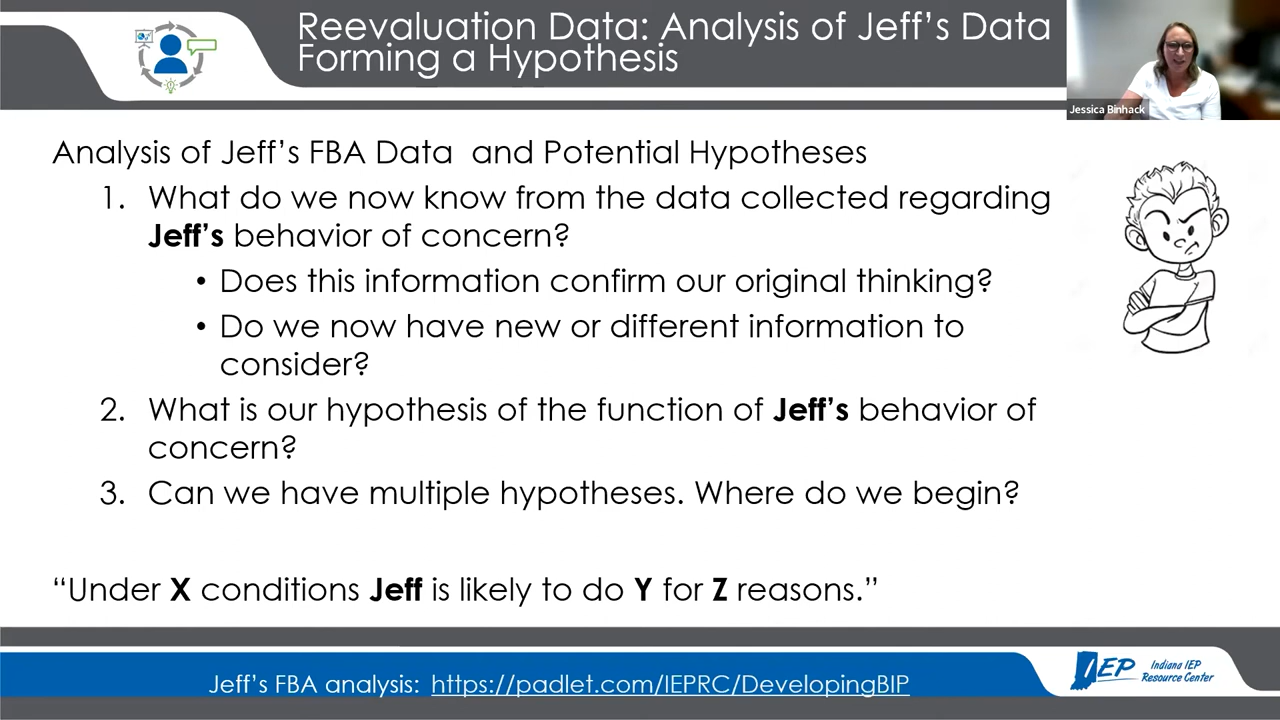 Reevaluation Data: Analysis of Jeff’s Data
Forming a Hypothesis
Jessica Binhack
Analysis of Jeff’s FBA Data  and Potential Hypotheses
1. What do we now know from the data collected regarding
Jeff’s behavior of concern?
• Does this information confirm our original thinking?
• Do we now have new or different information to
consider?
2. What is our hypothesis of the function of Jeff’s behavior of
concern?
3. Can we have multiple hypotheses. Where do we begin?
“Under X conditions Jeff is likely to do Y for Z reasons.”
Jeff’s FBA analysis: https://padlet.com/IEPRC/DevelopingBIP
IEP
Indiana IEP
Resource Center